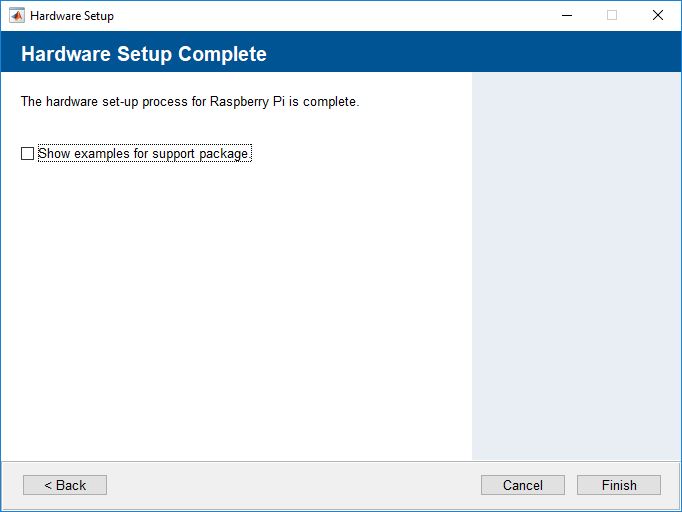 Hardware Setup
Hardware Setup Complete
The hardware set-up process for Raspberry Pi is complete.
Show examples for support package.
< Back
Cancel
Finish